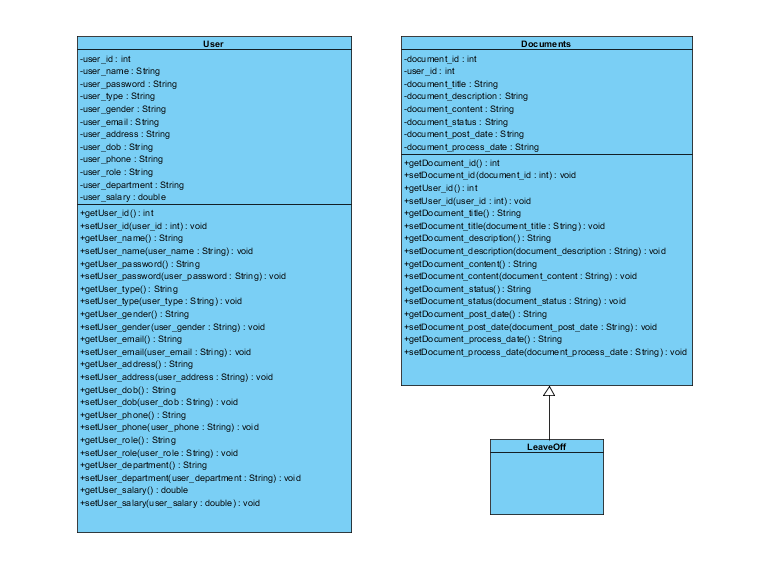 User
-user_id : int
-user_name : String
-user_password : String
-user_type : String
-user_gender : String
-user_email : String
-user_address : String
-user_dob : String
-user_phone : String
-user_role : String
-user_department : String
-user_salary : double
+getUser_id() : int
+setUser_id(user_id : int) : void
+getUser_name() : String
+setUser_name(user_name : String) : void
+getUser_password() : String
+setUser_password(user_password : String) : void
+getUser_type() : String
+setUser_type(user_type : String) : void
+getUser_gender() : String
+setUser_gender(user_gender : String) : void
+getUser_email() : String
+setUser_email(user_email : String) : void
+getUser_address() : String
+setUser_address(user_address : String) : void
+getUser_dob() : String
+setUser_dob(user_dob : String) : void
+getUser_phone() : String
+setUser_phone(user_phone : String) : void
+getUser_role() : String
+setUser_role(user_role : String) : void
+getUser_department() : String
+setUser_department(user_department : String) : void
+getUser_salary() : double
+setUser_salary(user_salary : double) : void
Documents
-document_id : int
-user_id : int
-document_title : String
-document_description : String
-document_content : String
-document_status : String
-document_post_date : String
-document_process_date : String
+getDocument_id() : int
+setDocument_id(document_id : int) : void
+getUser_id() : int
+setUser_id(user_id : int) : void
+getDocument_title() : String
+setDocument_title(document_title : String) : void
+getDocument_description() : String
+setDocument_description(document_description : String) : void
+getDocument_content() : String
+setDocument_content(document_content : String) : void
+getDocument_status() : String
+setDocument_status(document_status : String) : void
+getDocument_post_date() : String
+setDocument_post_date(document_post_date : String) : void
+getDocument_process_date() : String
+setDocument_process_date(document_process_date : String) : void
LeaveOff